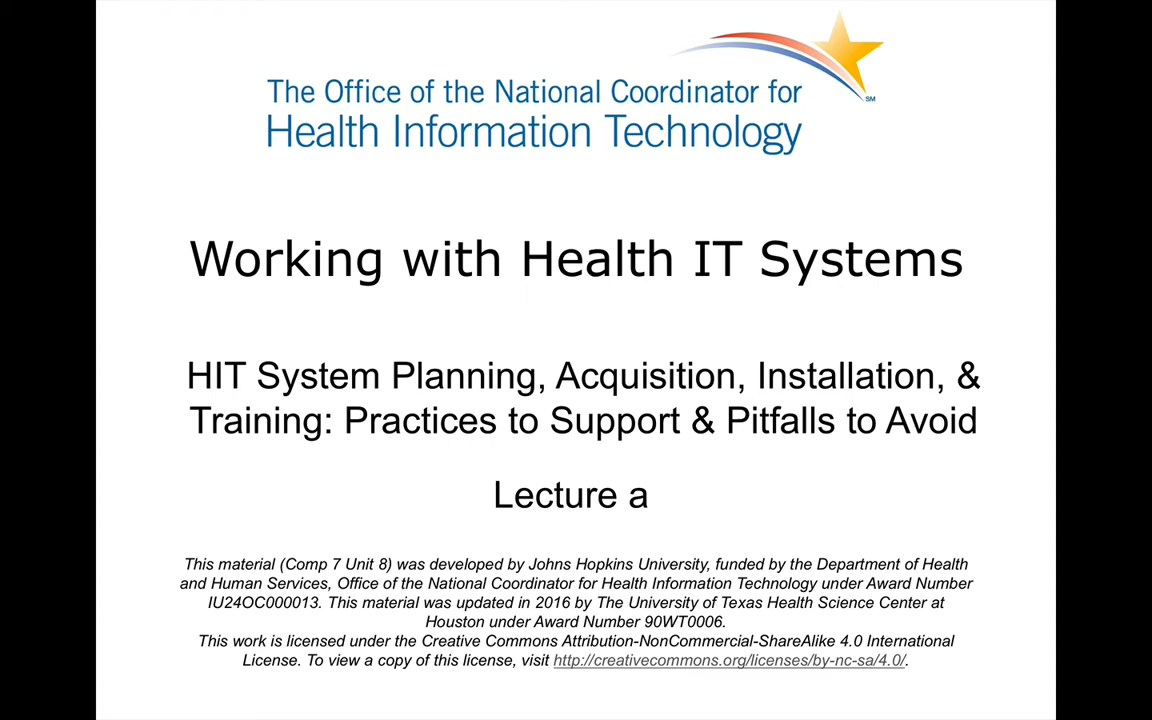 The Office of the National Coordinator for
Health Information Technology
SM
Working with Health IT Systems
HIT System Planning, Acquisition, Installation, &
Training: Practices to Support & Pitfalls to Avoid
Lecture a
This material (Comp 7 Unit 8) was developed by Johns Hopkins University, funded by the Department of Health
and Human Services, Office of the National Coordinator for Health Information Technology under Award Number
IU24OC000013. This material was updated in 2016 by The University of Texas Health Science Center at
Houston under Award Number 90WT0006.
This work is licensed under the Creative Commons Attribution-NonCommercial-ShareAlike 4.0 International
License. To view a copy of this license, visit http://creativecommons.org/licenses/by-nc-sa/4.0/.